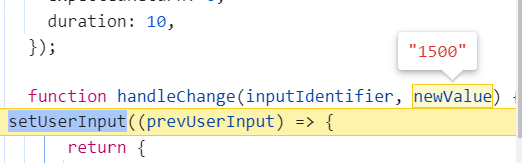 duration: 10,
});
"1500"
function handleChange(inputIdentifier, newValue) {
setUserInput((prevUserInput) => {
return {